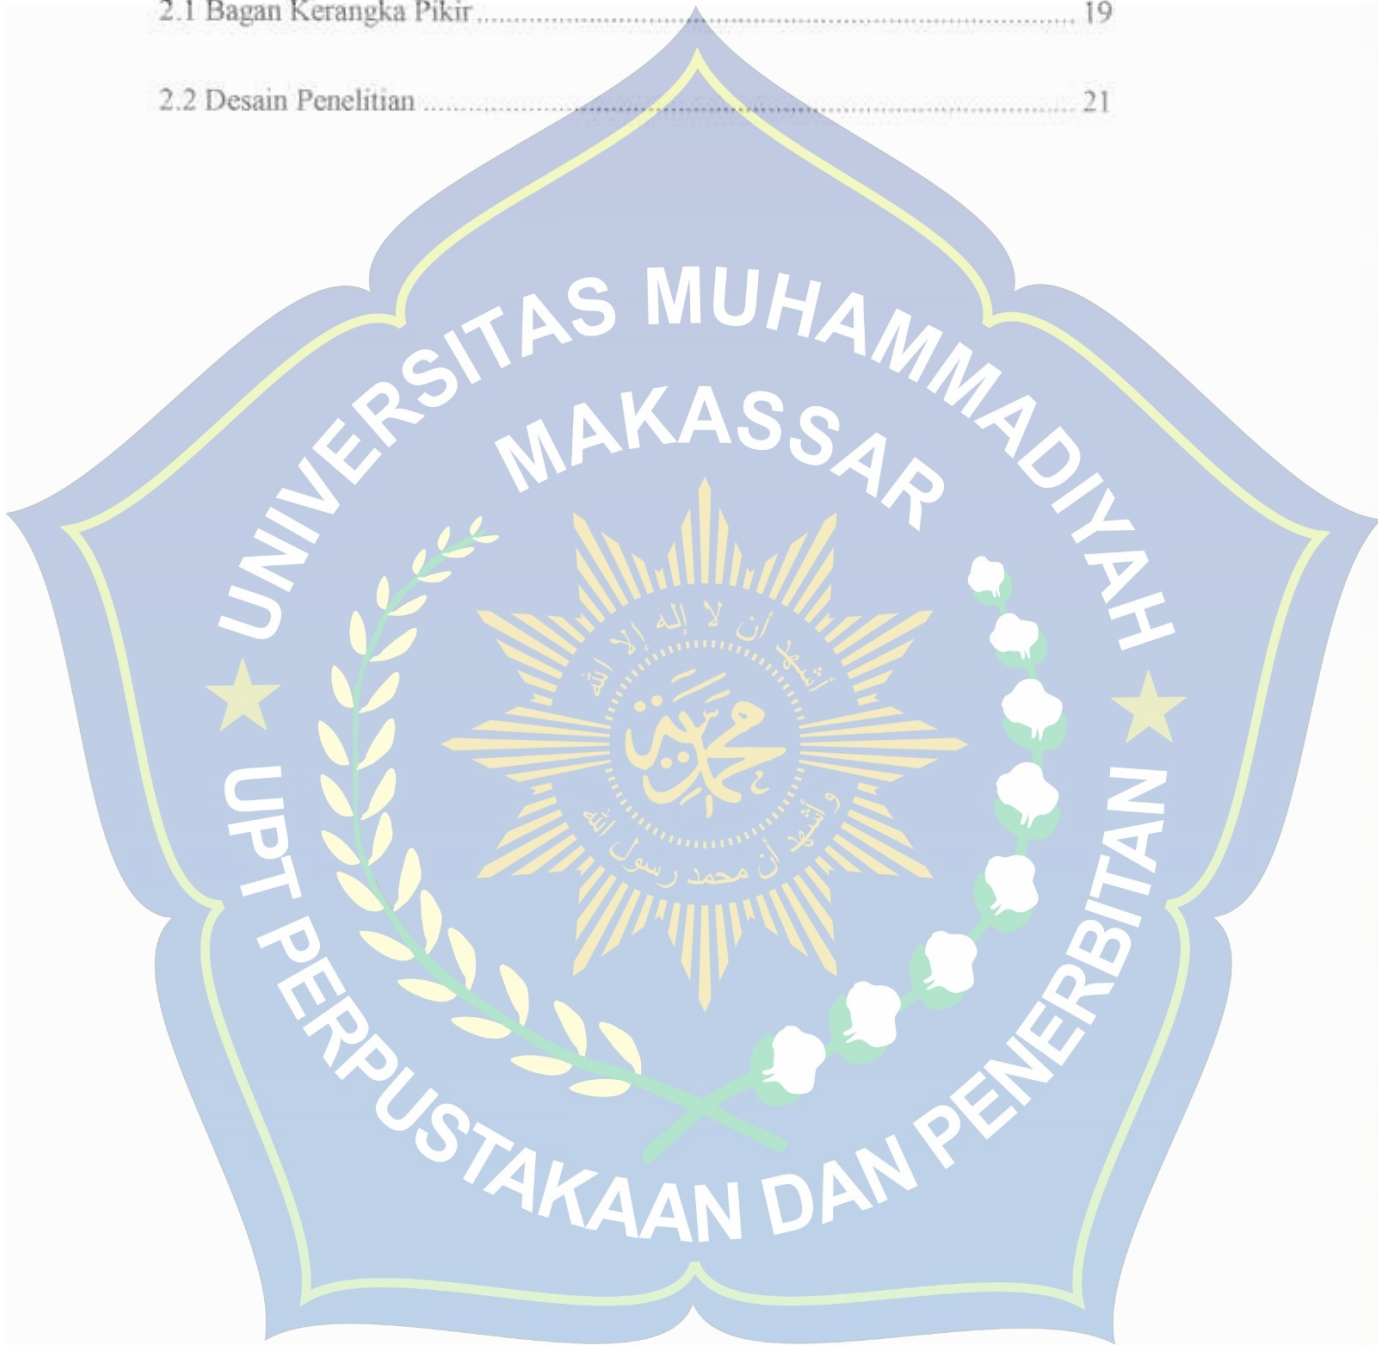 2.1 Bagan Kerangka Pikir ........................................................ 19
2.2 Desain Penelitian ........................................................ 21
UNIVERSITAS MUHAMMADIYAH
MAKASSAR
أشهد أن لا إله إلا الله
محمدية
وأشهد أن محمد رسول الله
UPT PERPUSTAKAAN DAN PENERBITAN